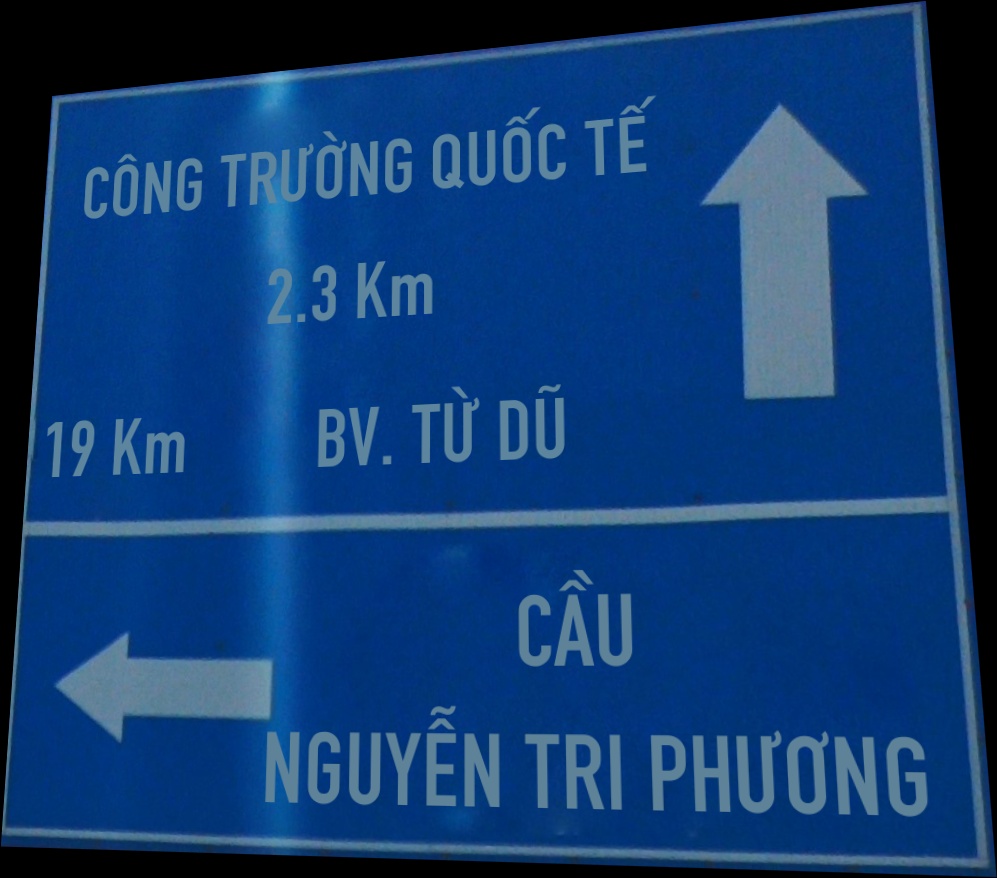 CÔNG TRƯỜNG QUỐC TẾ
2.3 Km
19 Km BV. TỪ DŨ
CẦU
NGUYỄN TRI PHƯƠNG